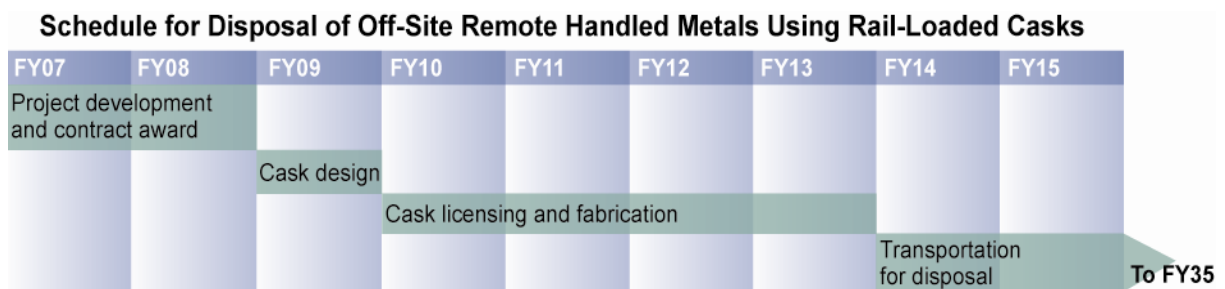 Schedule for Disposal of Off-Site Remote Handled Metals Using Rail-Loaded Casks
FY07 FY08 FY09 FY10 FY11 FY12 FY13 FY14 FY15
Project development
and contract award
Cask design
Cask licensing and fabrication
Transportation
for disposal
To FY35